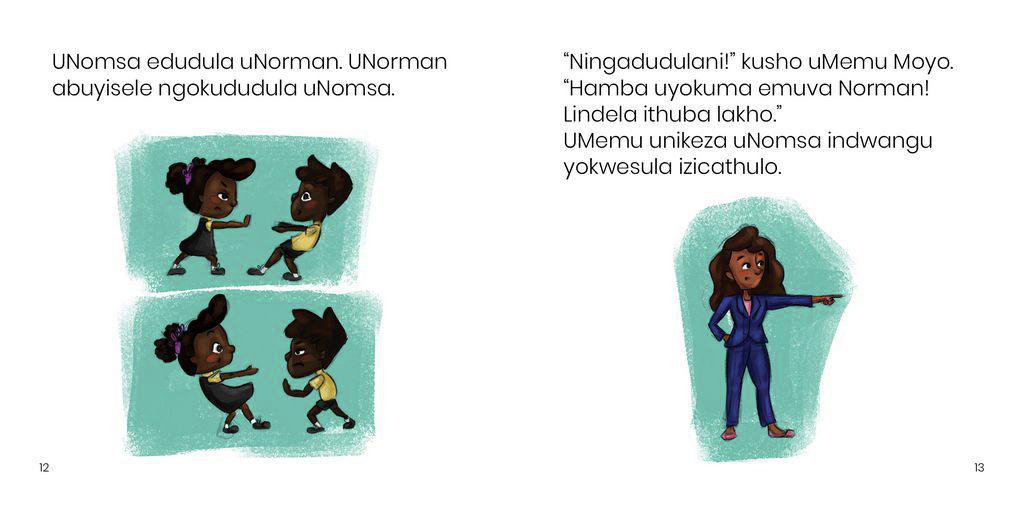 UNomsa edudula uNorman. UNorman
abuyisele ngokududula uNomsa.
12
“Ningadudulani!” kusho uMemu Moyo.
“Hamba uyokuma emuva Norman!
Lindela ithuba lakho.”
UMemu unikeza uNomsa indwangu
yokwesula izicathulo.
13